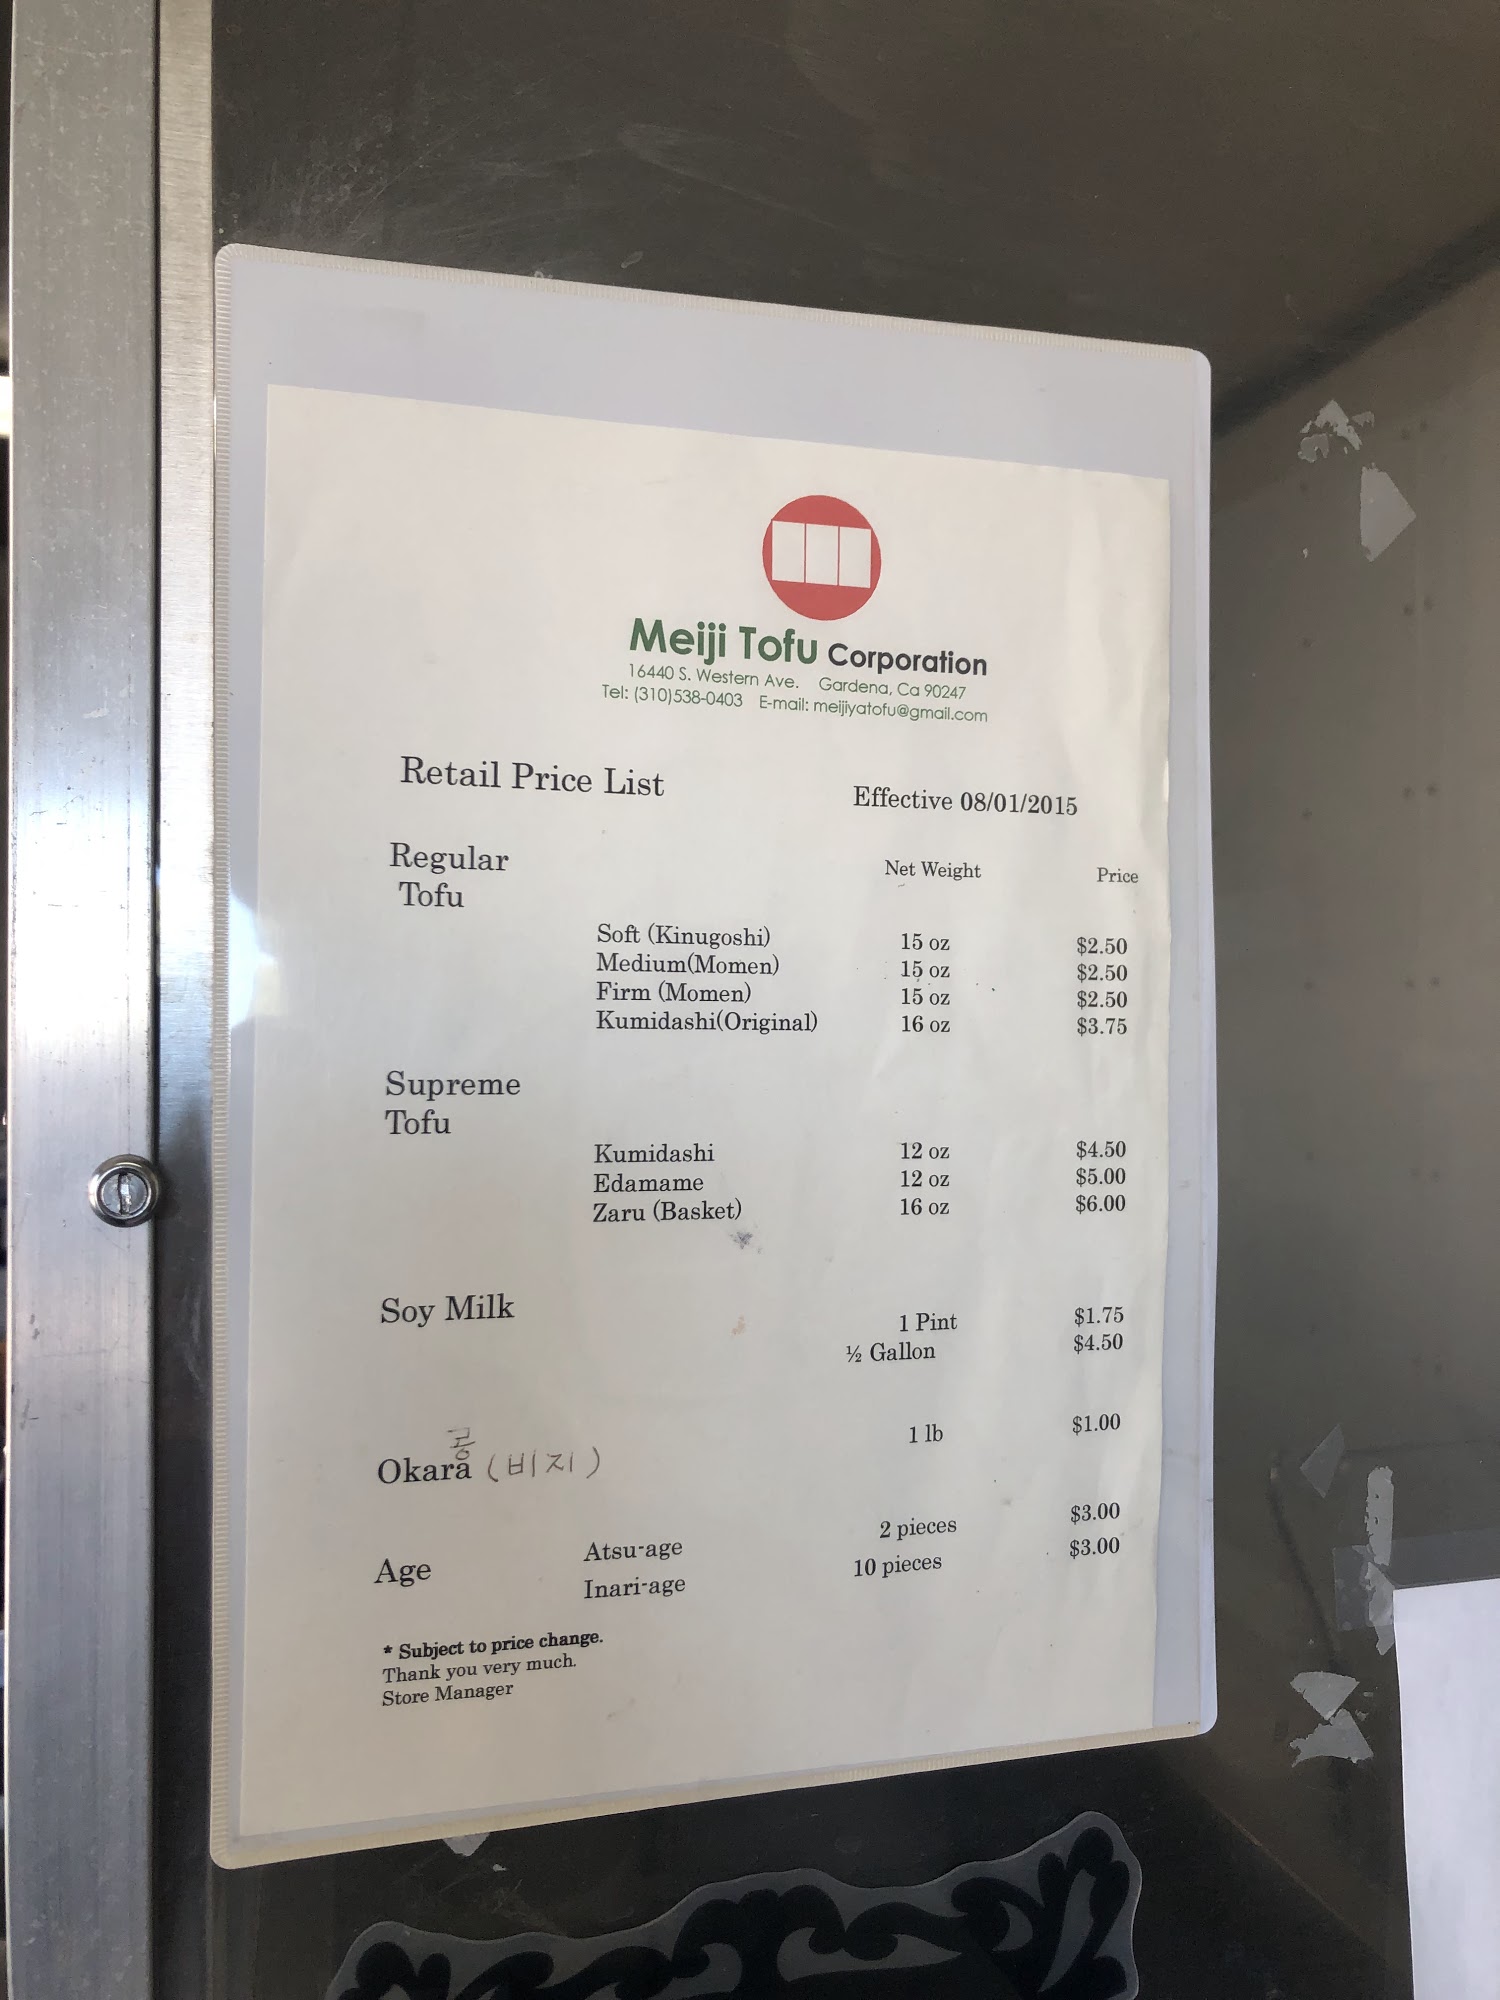 Meiji Tofu Corporation
16440 S. Western Ave. Gardena, Ca 90247
Tel: (310)538-0403 E-mail: meijiyatofu@gmail.com
Retail Price List Effective 08/01/2015
Regular Tofu Net Weight Price
Soft (Kinugoshi) 15 oz $2.50
Medium(Momen) 15 oz $2.50
Firm (Momen) 15 oz $2.50
Kumidashi(Original) 16 oz $3.75
Supreme
Tofu
Kumidashi 12 oz $4.50
Edamame 12 oz $5.00
Zaru (Basket) 16 oz $6.00
Soy Milk 1 Pint $1.75
½ Gallon $4.50
콩
Okara (비지) 1 lb $1.00
Age Atsu-age 2 pieces $3.00
Inari-age 10 pieces $3.00
* Subject to price change.
Thank you very much.
Store Manager